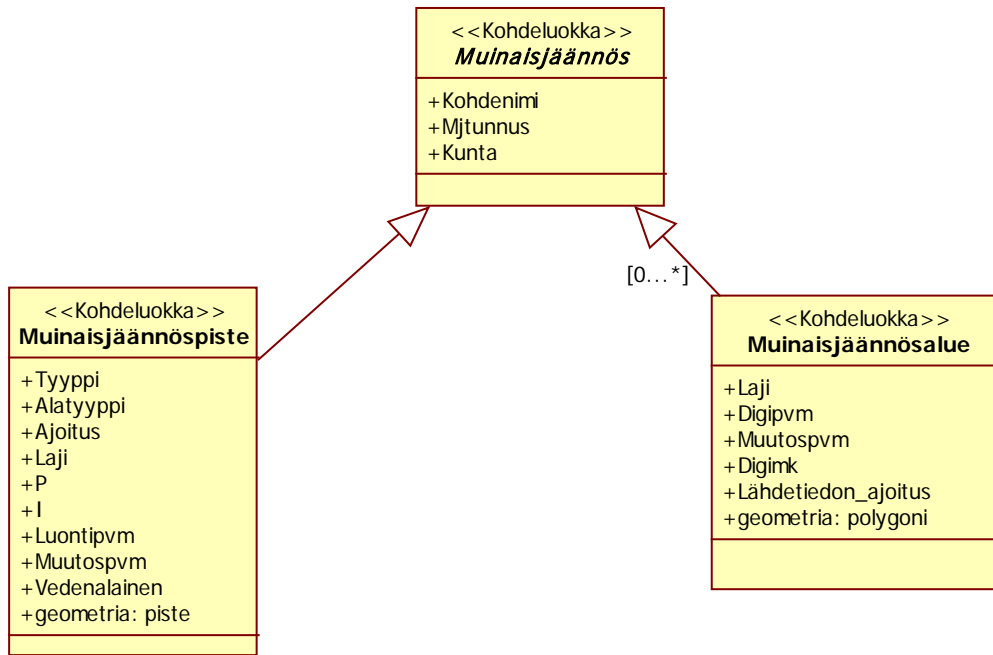 <<Kohdeluokka>>
Muinaisjäännös
+Kohdenimi
+Mjtunnus
+Kunta
[0...*]
<<Kohdeluokka>>
Muinaisjäännöspiste
+Tyyppi
+Alatyyppi
+Ajoitus
+Laji
+P
+I
+Luontipvm
+Muutospvm
+Vedenalainen
+geometria: piste
<<Kohdeluokka>>
Muinaisjäännösalue
+Laji
+Digipvm
+Muutospvm
+Digimk
+Lähdetiedon_ajoitus
+geometria: polygoni